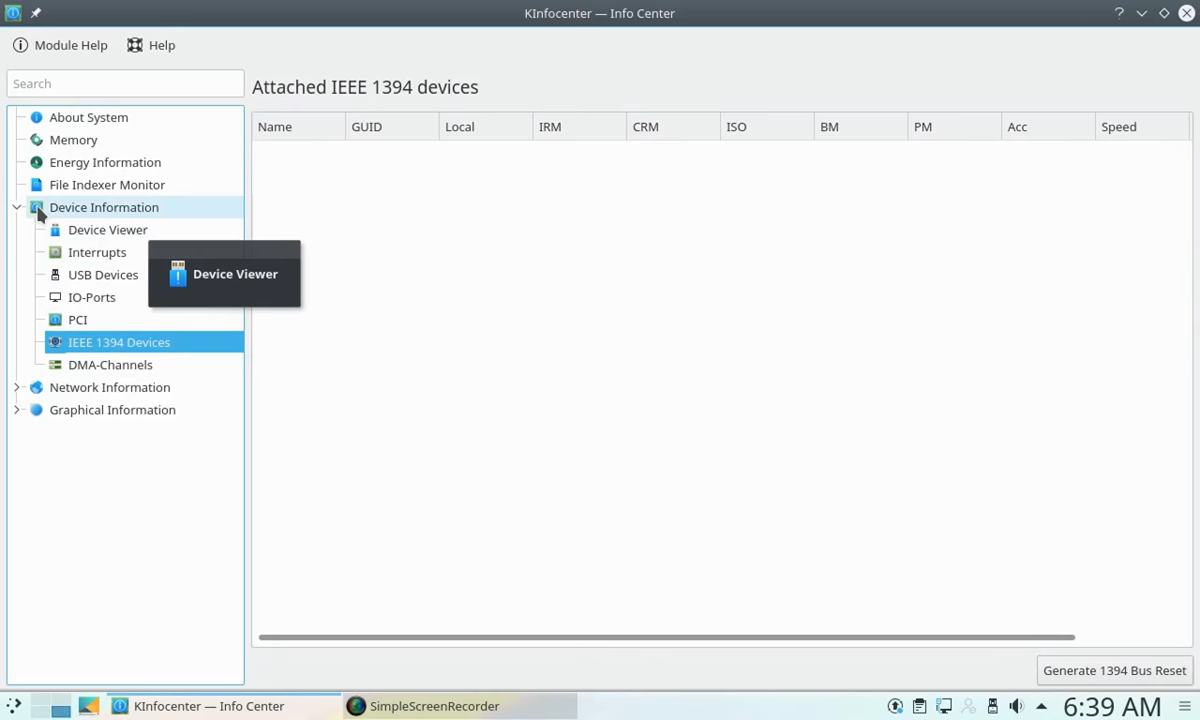 KInfocenter — Info Center
Module Help
Help
Search
Attached IEEE 1394 devices
About System
Memory
Energy Information
File Indexer Monitor
Device Information
Device Viewer
Interrupts
USB Devices
IO-Ports
PCI
IEEE 1394 Devices
DMA-Channels
Network Information
Graphical Information
Device Viewer
Name GUID Local IRM CRM ISO BM PM Acc Speed
Generate 1394 Bus Reset
KInfocenter — Info Center
SimpleScreenRecorder
6:39 AM